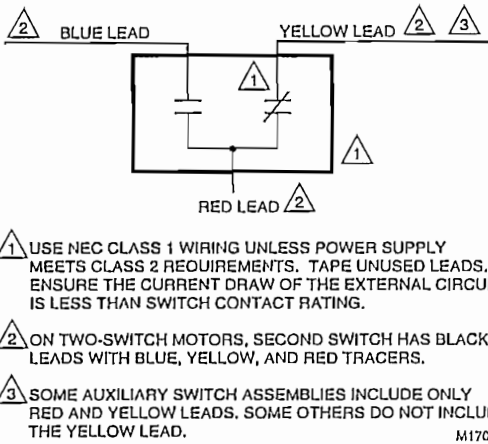 2 BLUE LEAD YELLOW LEAD 2 3
1
1
RED LEAD 2
1 USE NEC CLASS 1 WIRING UNLESS POWER SUPPLY
MEETS CLASS 2 REQUIREMENTS. TAPE UNUSED LEADS.
ENSURE THE CURRENT DRAW OF THE EXTERNAL CIRCU
IS LESS THAN SWITCH CONTACT RATING.
2 ON TWO-SWITCH MOTORS, SECOND SWITCH HAS BLACK
LEADS WITH BLUE, YELLOW, AND RED TRACERS.
3 SOME AUXILIARY SWITCH ASSEMBLIES INCLUDE ONLY
RED AND YELLOW LEADS. SOME OTHERS DO NOT INCLU
THE YELLOW LEAD.
M170